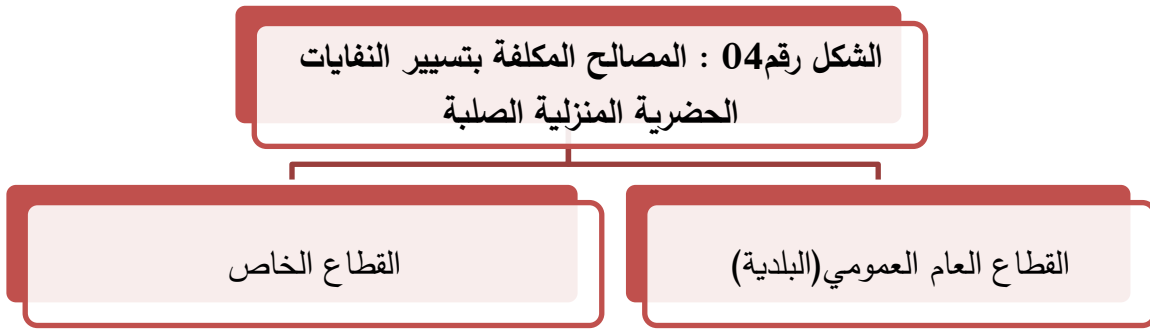 الشكل رقم04 : المصالح المكلفة بتسيير النفايات
الحضرية المنزلية الصلبة
القطاع العام العمومي(البلدية)
القطاع الخاص